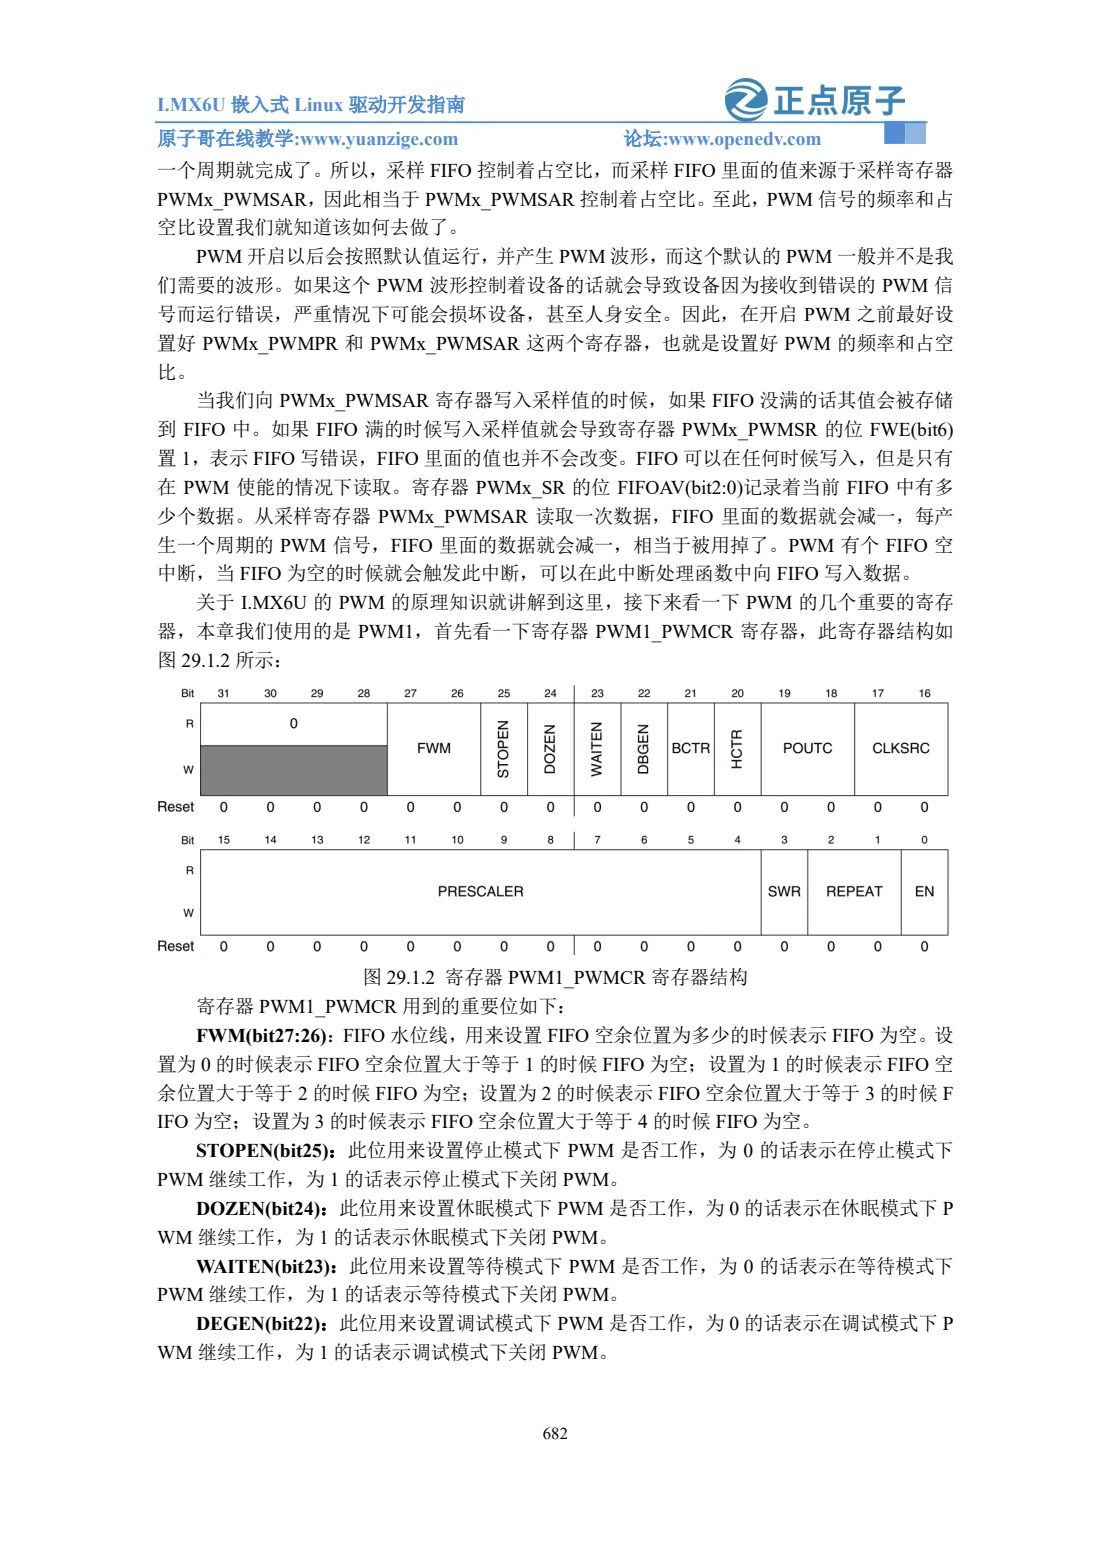 I.MX6U 嵌入式 Linux 驱动开发指南
正点原子
原子哥在线教学:www.yuanzige.com 论坛:www.openedv.com
一个周期就完成了。所以，采样 FIFO 控制着占空比，而采样 FIFO 里面的值来源于采样寄存器
PWMx_PWMSAR，因此相当于 PWMx_PWMSAR 控制着占空比。至此，PWM 信号的频率和占
空比设置我们就知道该如何去做了。
PWM 开启以后会按照默认值运行，并产生 PWM 波形，而这个默认的 PWM 一般并不是我
们需要的波形。如果这个 PWM 波形控制着设备的话就会导致设备因为接收到错误的 PWM 信
号而运行错误，严重情况下可能会损坏设备，甚至人身安全。因此，在开启 PWM 之前最好设
置好 PWMx_PWMPR 和 PWMx_PWMSAR 这两个寄存器，也就是设置好 PWM 的频率和占空
比。
当我们向 PWMx_PWMSAR 寄存器写入采样值的时候，如果 FIFO 没满的话其值会被存储
到 FIFO 中。如果 FIFO 满的时候写入采样值就会导致寄存器 PWMx_PWMSR 的位 FWE(bit6)
置 1，表示 FIFO 写错误，FIFO 里面的值也并不会改变。FIFO 可以在任何时候写入，但是只有
在 PWM 使能的情况下读取。寄存器 PWMx_SR 的位 FIFOAV(bit2:0)记录着当前 FIFO 中有多
少个数据。从采样寄存器 PWMx_PWMSAR 读取一次数据，FIFO 里面的数据就会减一，每产
生一个周期的 PWM 信号，FIFO 里面的数据就会减一，相当于被用掉了。PWM 有个 FIFO 空
中断，当 FIFO 为空的时候就会触发此中断，可以在此中断处理函数中向 FIFO 写入数据。
关于 I.MX6U 的 PWM 的原理知识就讲解到这里，接下来看一下 PWM 的几个重要的寄存
器，本章我们使用的是 PWM1，首先看一下寄存器 PWM1_PWMCR 寄存器，此寄存器结构如
图 29.1.2 所示：
Bit 31 30 29 28 27 26 25 24 23 22 21 20 19 18 17 16
R 0 FWM STOPEN DOZEN WAITEN DBGEN BCTR HCTR POUTC CLKSRC
W
Reset 0 0 0 0 0 0 0 0 0 0 0 0 0 0 0 0
Bit 15 14 13 12 11 10 9 8 7 6 5 4 3 2 1 0
R PRESCALER SWR REPEAT EN
W
Reset 0 0 0 0 0 0 0 0 0 0 0 0 0 0 0 0
图 29.1.2 寄存器 PWM1_PWMCR 寄存器结构
寄存器 PWM1_PWMCR 用到的重要位如下：
FWM(bit27:26)：FIFO 水位线，用来设置 FIFO 空余位置为多少的时候表示 FIFO 为空。设
置为 0 的时候表示 FIFO 空余位置大于等于 1 的时候 FIFO 为空；设置为 1 的时候表示 FIFO 空
余位置大于等于 2 的时候 FIFO 为空；设置为 2 的时候表示 FIFO 空余位置大于等于 3 的时候 F
IFO 为空；设置为 3 的时候表示 FIFO 空余位置大于等于 4 的时候 FIFO 为空。
STOPEN(bit25)：此位用来设置停止模式下 PWM 是否工作，为 0 的话表示在停止模式下
PWM 继续工作，为 1 的话表示停止模式下关闭 PWM。
DOZEN(bit24)：此位用来设置休眠模式下 PWM 是否工作，为 0 的话表示在休眠模式下 P
WM 继续工作，为 1 的话表示休眠模式下关闭 PWM。
WAITEN(bit23)：此位用来设置等待模式下 PWM 是否工作，为 0 的话表示在等待模式下
PWM 继续工作，为 1 的话表示等待模式下关闭 PWM。
DEGEN(bit22)：此位用来设置调试模式下 PWM 是否工作，为 0 的话表示在调试模式下 P
WM 继续工作，为 1 的话表示调试模式下关闭 PWM。
682